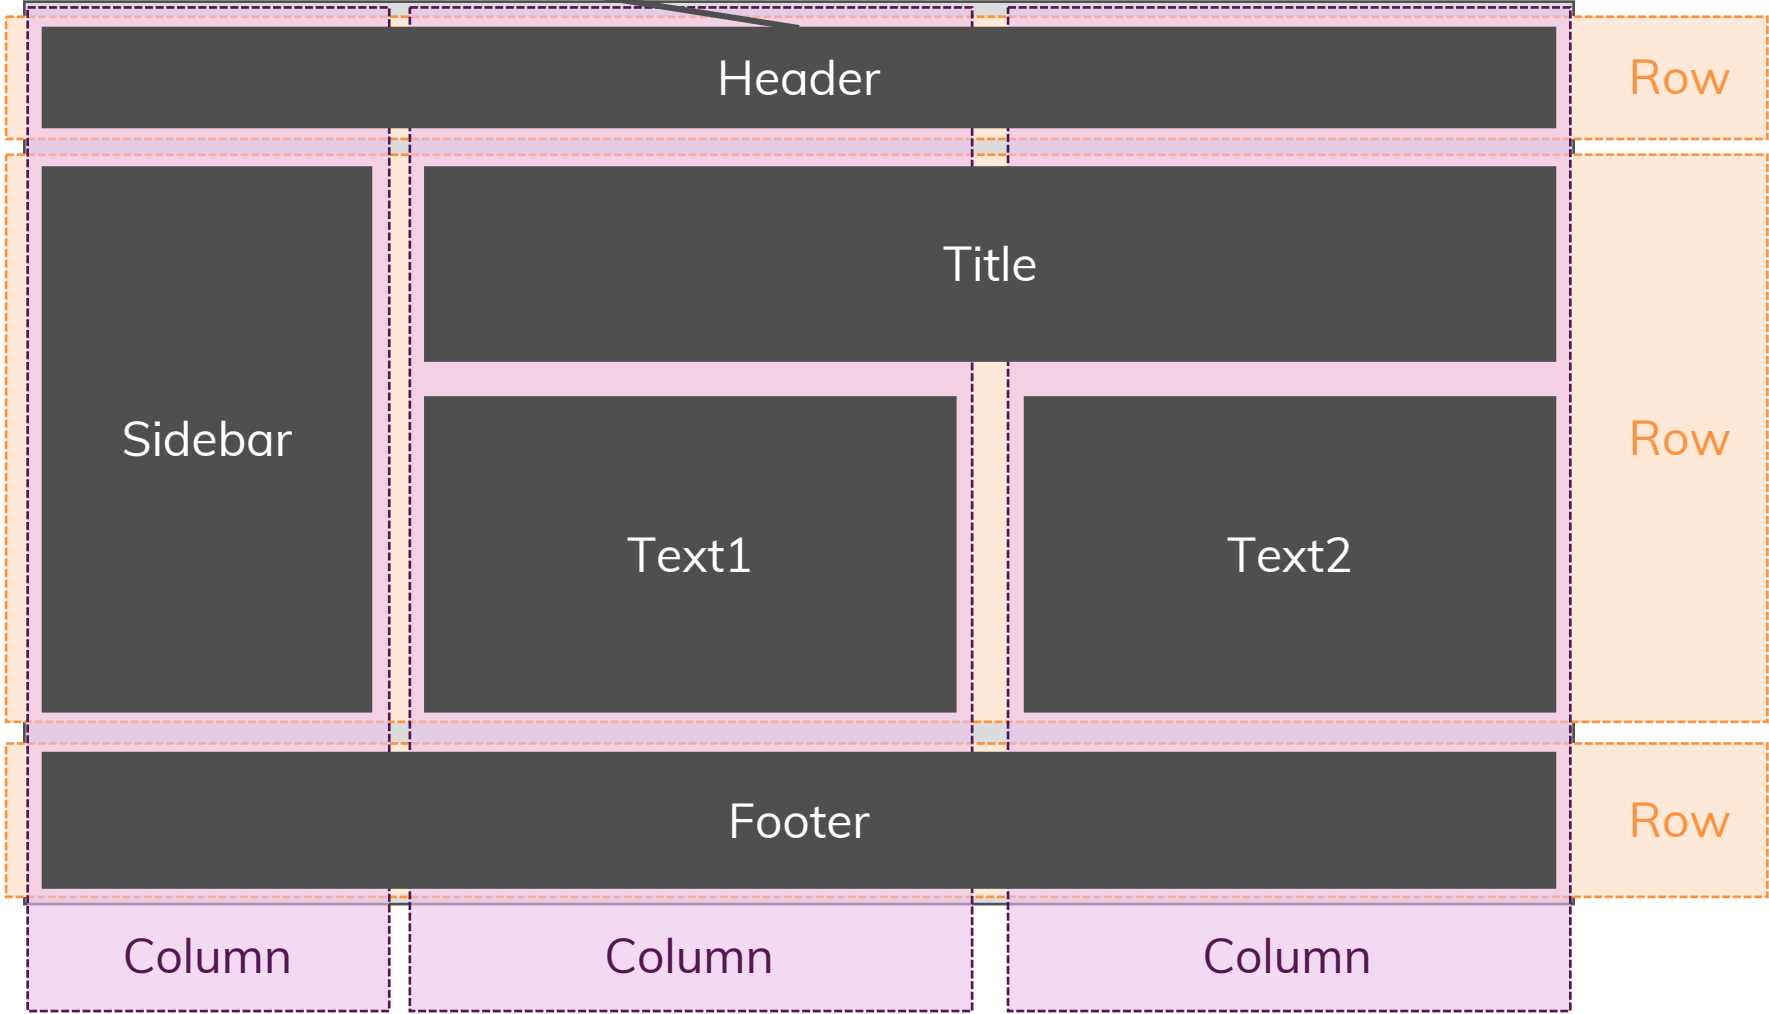 Header
Row
Title
Sidebar
Row
Text1
Text2
Footer
Row
Column
Column
Column